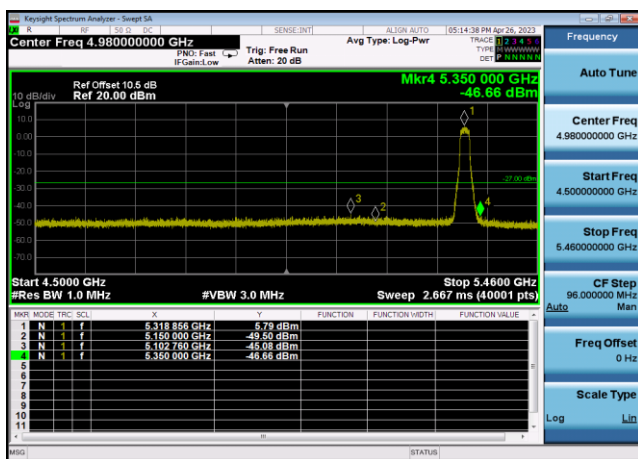 Keysight Spectrum Analyzer - Swept SA
R RF 50 Ω DC SENSE:INT ALIGN AUTO 05:14:38 PM Apr 26, 2023
Center Freq 4.980000000 GHz
PNO: Fast
IFGain:Low
Trig: Free Run
Atten: 20 dB
Avg Type: Log-Pwr
TRACE 1 2 3 4 5 6
TYPE M W W W W W
DET P N N N N N
Frequency
Auto Tune
Center Freq
4.980000000 GHz
Start Freq
4.500000000 GHz
Stop Freq
5.460000000 GHz
CF Step
96.000000 MHz
Auto Man
Freq Offset
0 Hz
Scale Type
Log Lin
Mkr4 5.350 000 GHz
-46.66 dBm
Ref Offset 10.5 dB
10 dB/div Ref 20.00 dBm
Log
10.0
0.00
-10.0
-20.0
-30.0
-40.0
-50.0
-60.0
-70.0
1
-27.00 dBm
3
2
4
Start 4.5000 GHz Stop 5.4600 GHz
#Res BW 1.0 MHz #VBW 3.0 MHz Sweep 2.667 ms (40001 pts)
MKR MODE TRC SCL X Y FUNCTION FUNCTION WIDTH FUNCTION VALUE
1 N 1 f 5.318 856 GHz 5.79 dBm
2 N 1 f 5.150 000 GHz -49.50 dBm
3 N 1 f 5.102 760 GHz -45.08 dBm
4 N 1 f 5.350 000 GHz -46.66 dBm
5
6
7
8
9
10
11
MSG STATUS